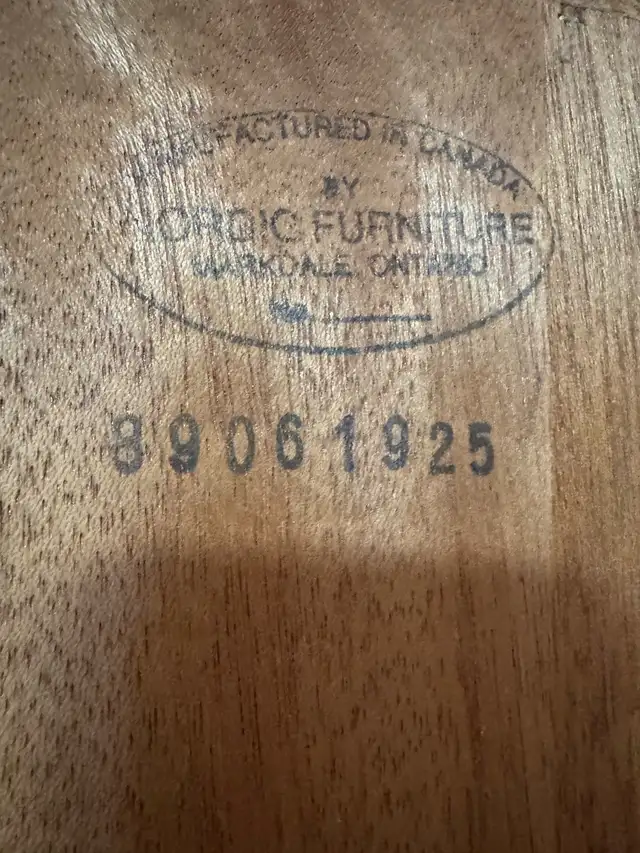 MANUFACTURED IN CANADA
BY
NORDIC FURNITURE
MARKDALE, ONTARIO
89061925